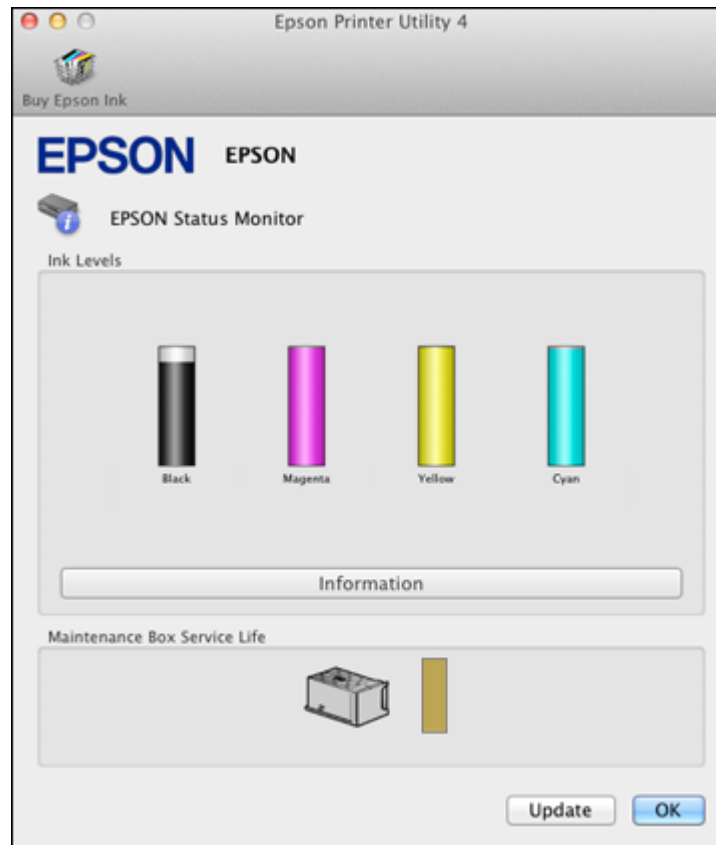 Epson Printer Utility 4
Buy Epson Ink
EPSON EPSON
EPSON Status Monitor
Ink Levels
Black Magenta Yellow Cyan
Information
Maintenance Box Service Life
Update OK